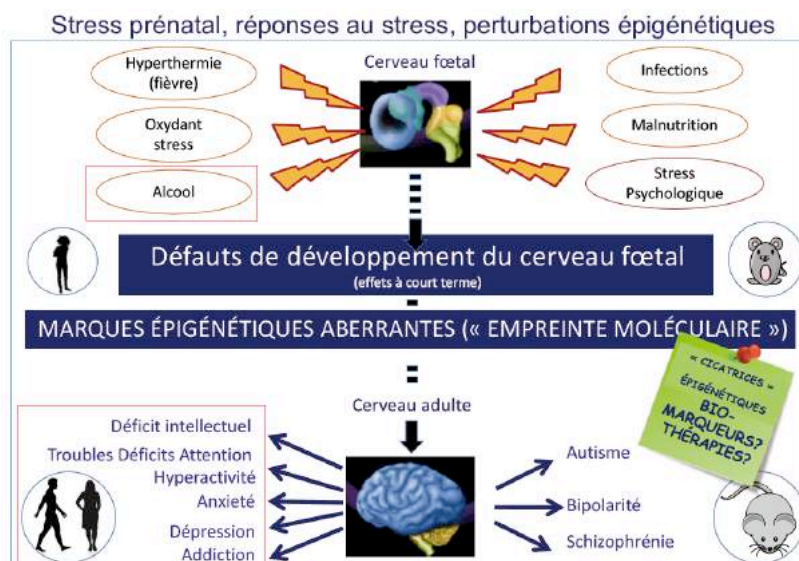 Stress prénatal, réponses au stress, perturbations épigénétiques
Hyperthermie
(fièvre)
Cerveau fœtal
Infections
Oxydant
stress
Malnutrition
Alcool
Stress
Psychologique
Défauts de développement du cerveau fœtal
(effets à court terme)
MARQUES ÉPIGÉNÉTIQUES ABERRANTES (« EMPREINTE MOLÉCULAIRE »)
« CICATRICES »
ÉPIGÉNÉTIQUES
BIO-
MARQUEURS?
THÉRAPIES?
Cerveau adulte
Déficit intellectuel
Troubles Déficits Attention
Hyperactivité
Anxieté
Dépression
Addiction
Autisme
Bipolarité
Schizophrénie